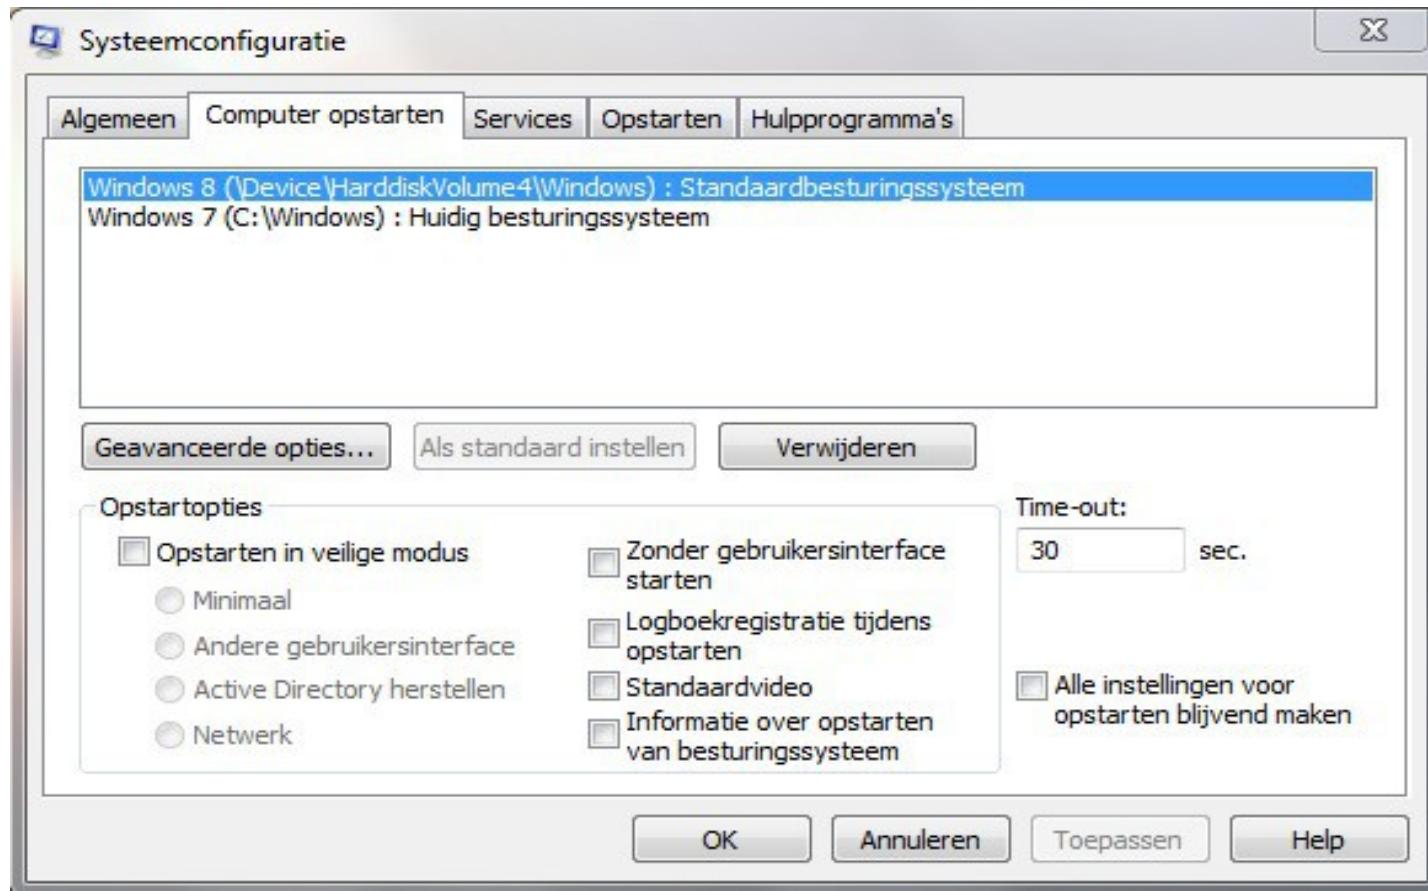 Systeemconfiguratie
Algemeen Computer opstarten Services Opstarten Hulpprogramma's
Windows 8 (\Device\HarddiskVolume4\Windows) : Standaardbesturingssysteem
Windows 7 (C:\Windows) : Huidig besturingssysteem
Geavanceerde opties... Als standaard instellen Verwijderen
Opstartopties
Opstarten in veilige modus
Minimaal
Andere gebruikersinterface
Active Directory herstellen
Netwerk
Zonder gebruikersinterface
starten
Logboekregistratie tijdens
opstarten
Standaardvideo
Informatie over opstarten
van besturingssysteem
Time-out:
30 sec.
Alle instellingen voor
opstarten blijvend maken
OK Annuleren Toepassen Help